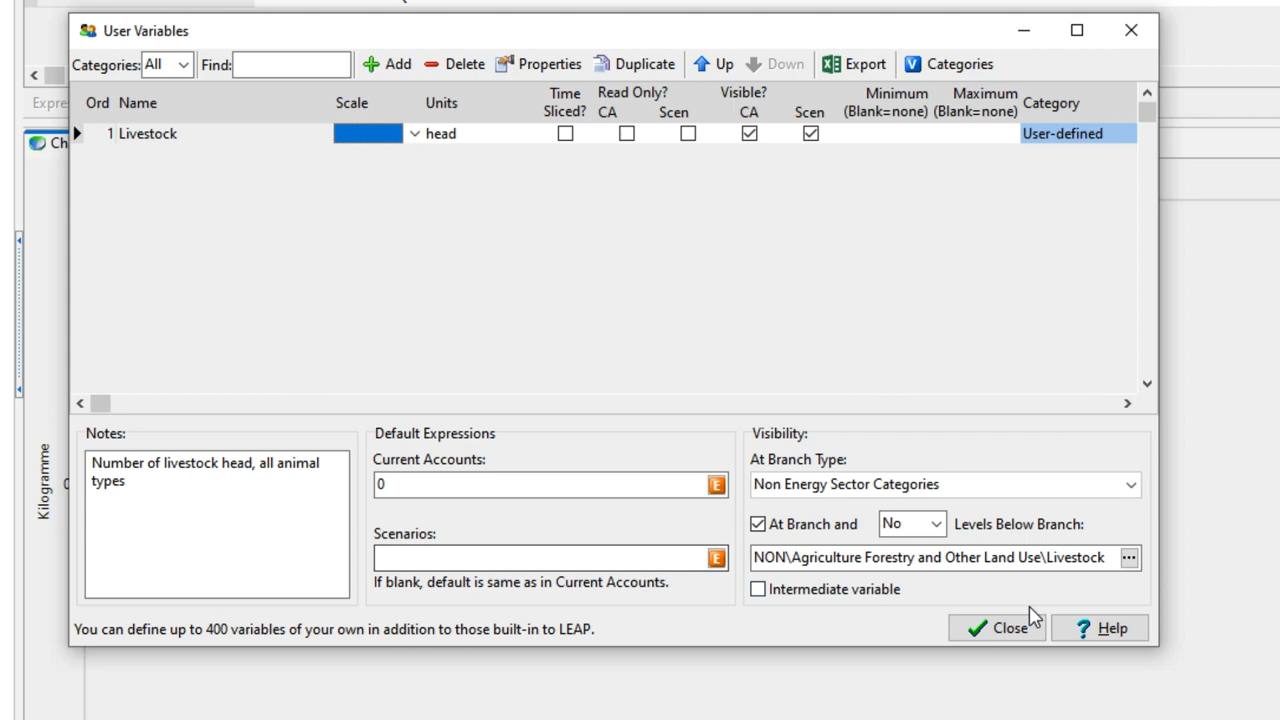 User Variables
Categories: All Find: Add Delete Properties Duplicate Up Down Export Categories
Ord Name Scale Units Time Sliced? Read Only? CA Scen Visible? CA Scen Minimum (Blank=none) Maximum (Blank=none) Category
1 Livestock head User-defined
Expre
Ch
Kilogramme
Notes:
Number of livestock head, all animal
types
Default Expressions
Current Accounts:
0 E
Scenarios:
E
If blank, default is same as in Current Accounts.
Visibility:
At Branch Type:
Non Energy Sector Categories
At Branch and No Levels Below Branch:
NON\Agriculture Forestry and Other Land Use\Livestock ...
Intermediate variable
You can define up to 400 variables of your own in addition to those built-in to LEAP.
Close Help